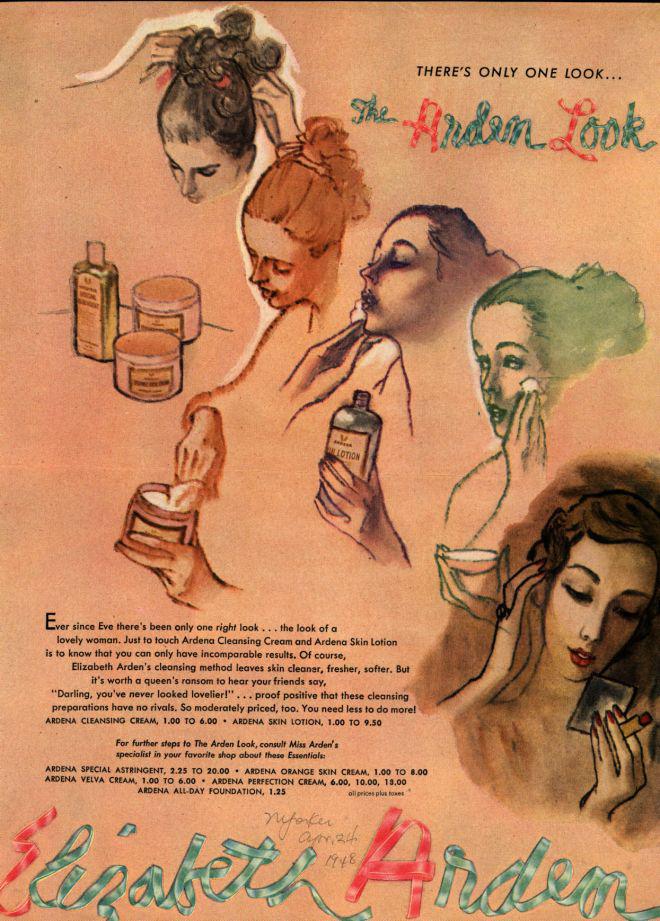 THERE'S ONLY ONE LOOK...
The Arden Look
ARDENA
SKIN LOTION
Ever since Eve there's been only one right look . . . the look of a
lovely woman. Just to touch Ardena Cleansing Cream and Ardena Skin Lotion
is to know that you can only have incomparable results. Of course,
Elizabeth Arden's cleansing method leaves skin cleaner, fresher, softer. But
it's worth a queen's ransom to hear your friends say,
"Darling, you've never looked lovelier!" . . . proof positive that these cleansing
preparations have no rivals. So moderately priced, too. You need less to do more!
ARDENA CLEANSING CREAM, 1.00 TO 6.00 • ARDENA SKIN LOTION, 1.00 TO 9.50
For further steps to The Arden Look, consult Miss Arden's
specialist in your favorite shop about these Essentials:
ARDENA SPECIAL ASTRINGENT, 2.25 TO 20.00 • ARDENA ORANGE SKIN CREAM, 1.00 TO 8.00
ARDENA VELVA CREAM, 1.00 TO 6.00 • ARDENA PERFECTION CREAM, 6.00, 10.00, 18.00
ARDENA ALL-DAY FOUNDATION, 1.25 all prices plus taxes
NYorker
Apr. 24
1948
Elizabeth Arden